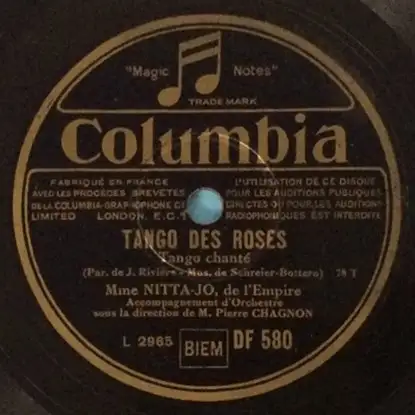 "Magic Notes"
TRADE MARK
Columbia
FABRIQUÉ EN FRANCE
AVEC LES PROCÉDÉS BREVETÉS
DE LA COLUMBIA-GRAPHOPHONE Cº
LIMITED LONDON. E.C.1
L'UTILISATION DE CE DISQUE
POUR LES AUDITIONS PUBLIQUES
DIRECTES OU POUR LES AUDITIONS
RADIOPHONIQUES EST INTERDITE
TANGO DES ROSES
Tango chanté
(Par. de J. Rivière - Mus. de Schreier-Bottero) 78 T
Mme NITTA-JO, de l'Empire
Accompagnement d'Orchestre
sous la direction de M. Pierre CHAGNON
L 2965 BIEM DF 580